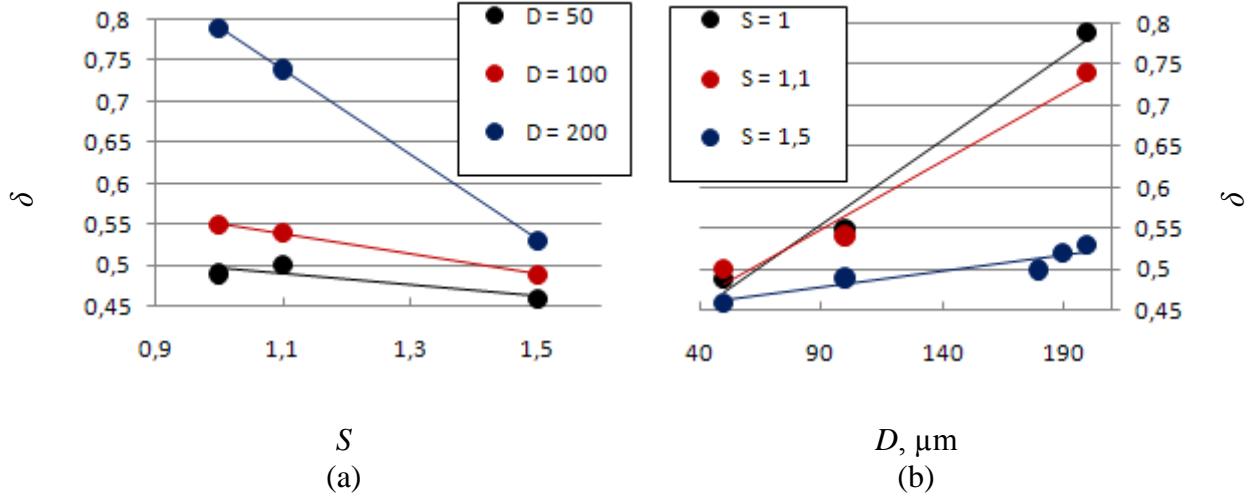 0,8
0,75
0,7
0,65
0,6
0,55
0,5
0,45
δ
0,9 1,1 1,3 1,5
D = 50
D = 100
D = 200
S
(a)
S = 1
S = 1,1
S = 1,5
0,8
0,75
0,7
0,65
0,6
0,55
0,5
0,45
δ
40 90 140 190
D, µm
(b)